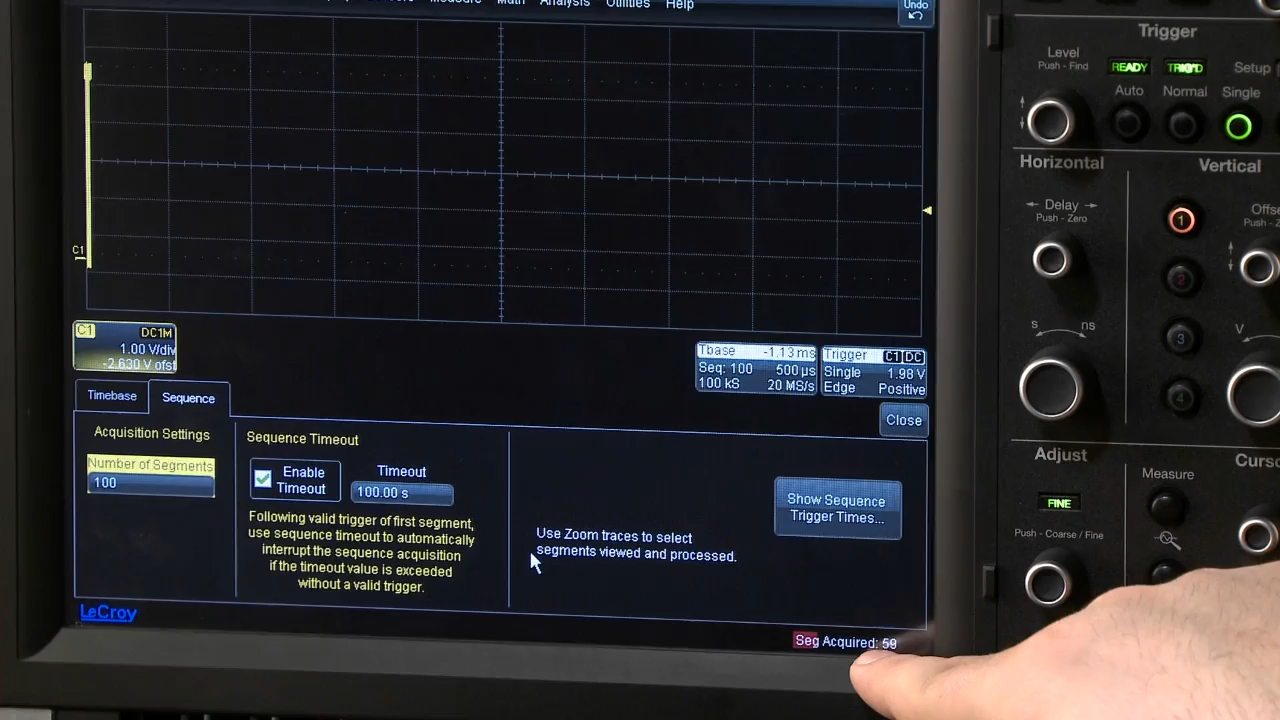 Measure Math Analysis Utilities Help
Undo
C1
C1 DC1M
1.00 V/div
-2.630 V ofst
Tbase -1.13 ms
Seq: 100 500 µs
100 kS 20 MS/s
Trigger C1 DC
Single 1.98 V
Edge Positive
Timebase Sequence Close
Acquisition Settings
Number of Segments
100
Sequence Timeout
Enable
Timeout
Timeout
100.00 s
Following valid trigger of first segment,
use sequence timeout to automatically
interrupt the sequence acquisition
if the timeout value is exceeded
without a valid trigger.
Use Zoom traces to select
segments viewed and processed.
Show Sequence
Trigger Times...
LeCroy
Seg Acquired: 59
Trigger
Level
Push - Find
READY TRIG'D Setup
Auto Normal Single
Horizontal Vertical
Delay
Push - Zero
1
2
3
4
s ns
V
Adjust
FINE
Push - Coarse / Fine
Measure